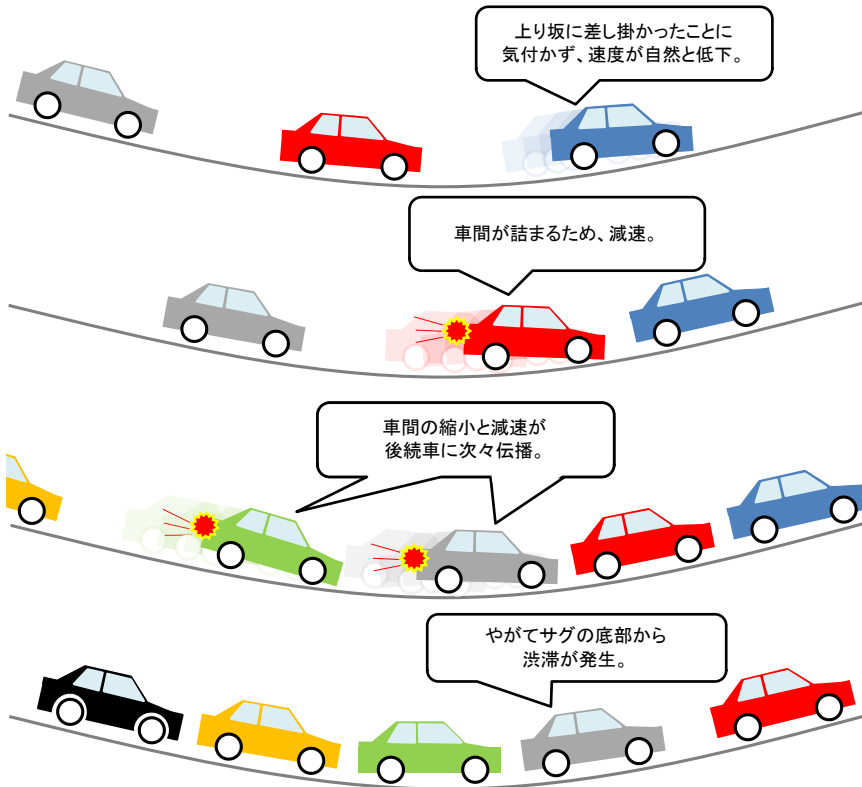 上り坂に差し掛かったことに
気付かず、速度が自然と低下。
車間が詰まるため、減速。
車間の縮小と減速が
後続車に次々伝播。
やがてサグの底部から
渋滞が発生。